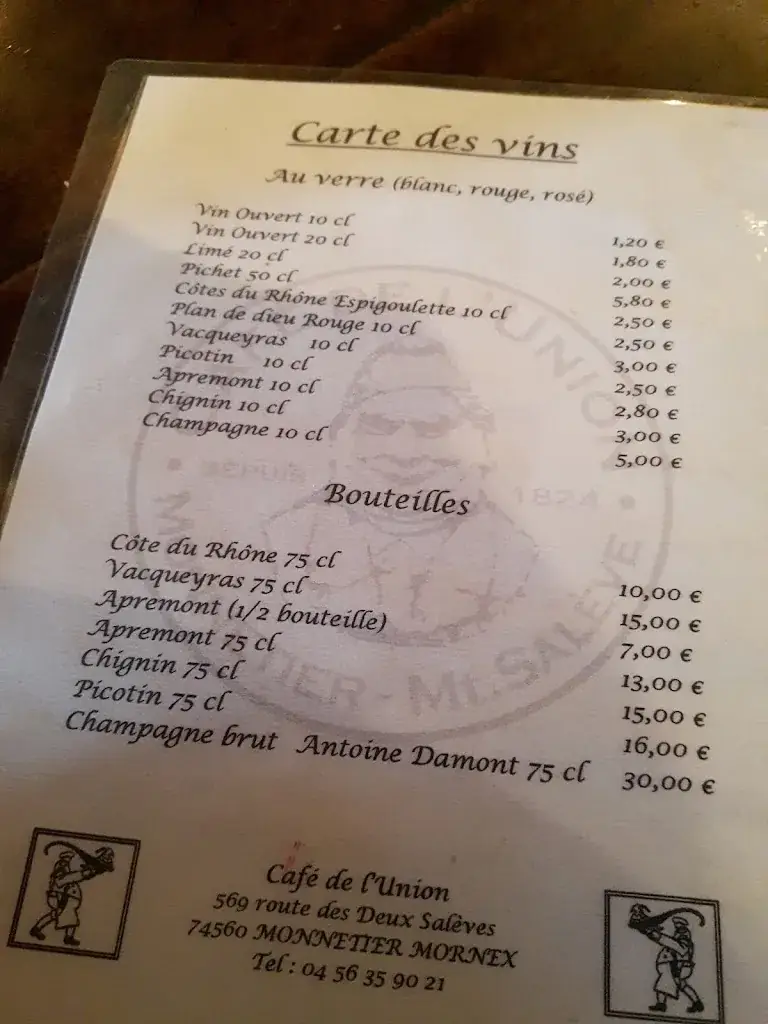 Carte des vins
Au verre (blanc, rouge, rosé)
Vin Ouvert 10 cl 1,20 €
Vin Ouvert 20 cl 1,80 €
Limé 20 cl 2,00 €
Pichet 50 cl 5,80 €
Côtes du Rhône Espigoulette 10 cl 2,50 €
Plan de dieu Rouge 10 cl 2,50 €
Vacqueyras 10 cl 3,00 €
Picotin 10 cl 2,50 €
Apremont 10 cl 2,80 €
Chignin 10 cl 3,00 €
Champagne 10 cl 5,00 €
DE L'UNION
DEPUIS 1824
Bouteilles
Côte du Rhône 75 cl 10,00 €
Vacqueyras 75 cl 15,00 €
Apremont (1/2 bouteille) 7,00 €
Apremont 75 cl 13,00 €
Chignin 75 cl 15,00 €
Picotin 75 cl 16,00 €
Champagne brut Antoine Damont 75 cl 30,00 €
Mt. SALÈVE
Café de l'Union
569 route des Deux Salèves
74560 MONNETIER MORNEX
Tel : 04 56 35 90 21